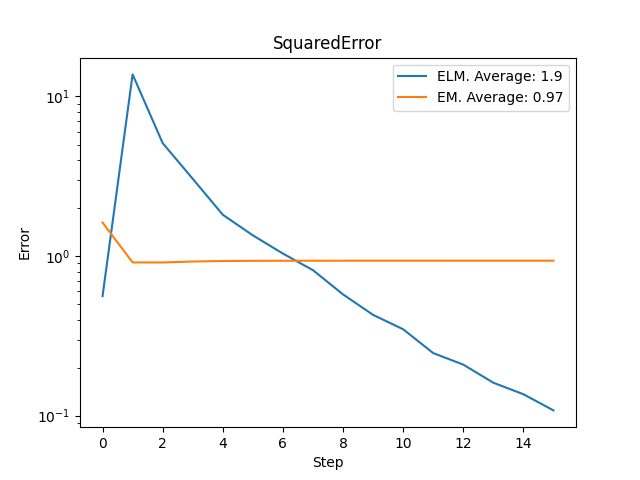 SquaredError
ELM. Average: 1.9
EM. Average: 0.97
Error
10¹
10⁰
10⁻¹
0 2 4 6 8 10 12 14
Step